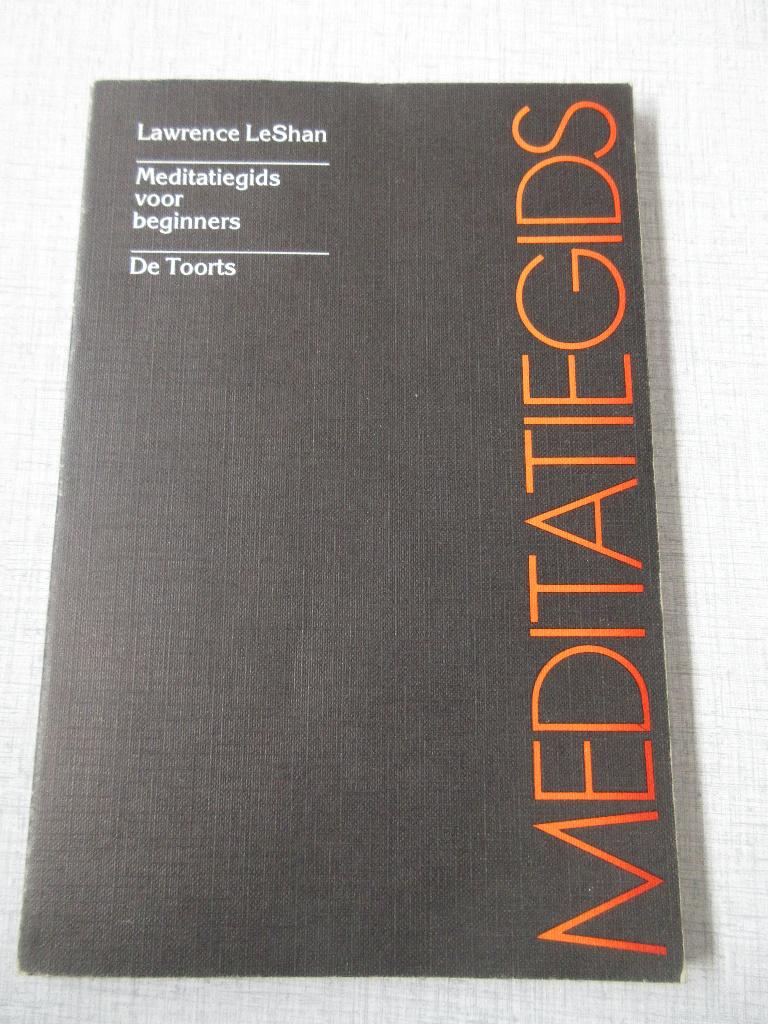 Lawrence LeShan
Meditatiegids
voor
beginners
De Toorts
MEDITATIEGIDS